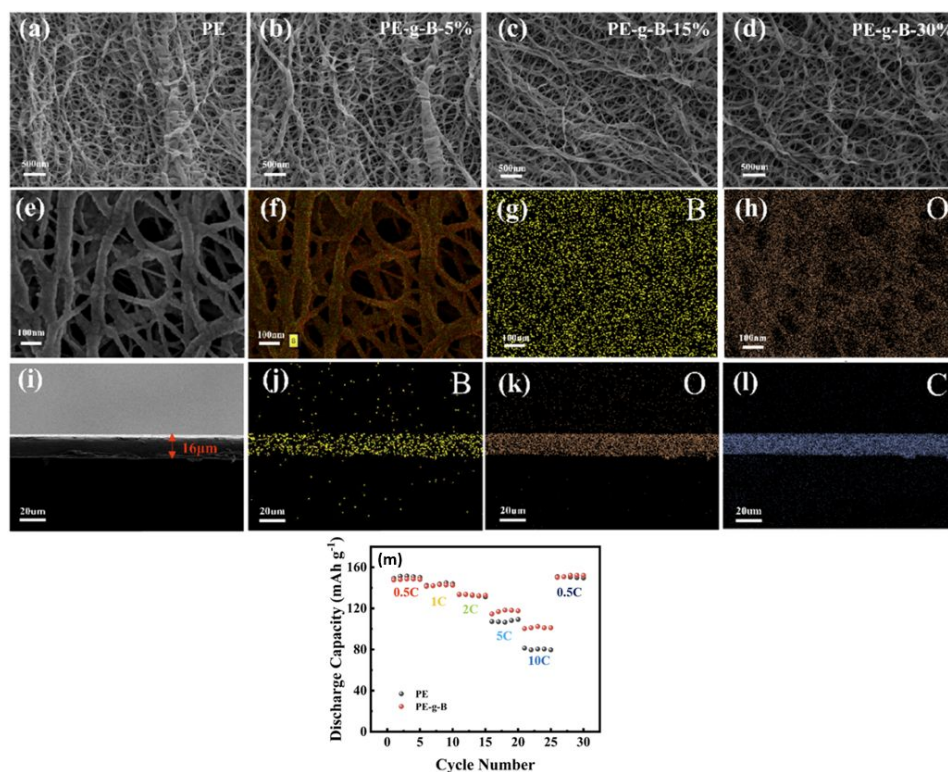 (a) PE
(b) PE-g-B-5%
(c) PE-g-B-15%
(d) PE-g-B-30%
500nm
500nm
500nm
500nm
(e)
(f)
(g) B
(h) O
100nm
100nm
B
100nm
100nm
(i)
(j) B
(k) O
(l) C
16μm
20um
20um
20um
20um
(m)
Discharge Capacity (mAh g⁻¹)
160
120
80
40
0
0.5C
1C
2C
5C
10C
0.5C
PE
PE-g-B
0 5 10 15 20 25 30
Cycle Number